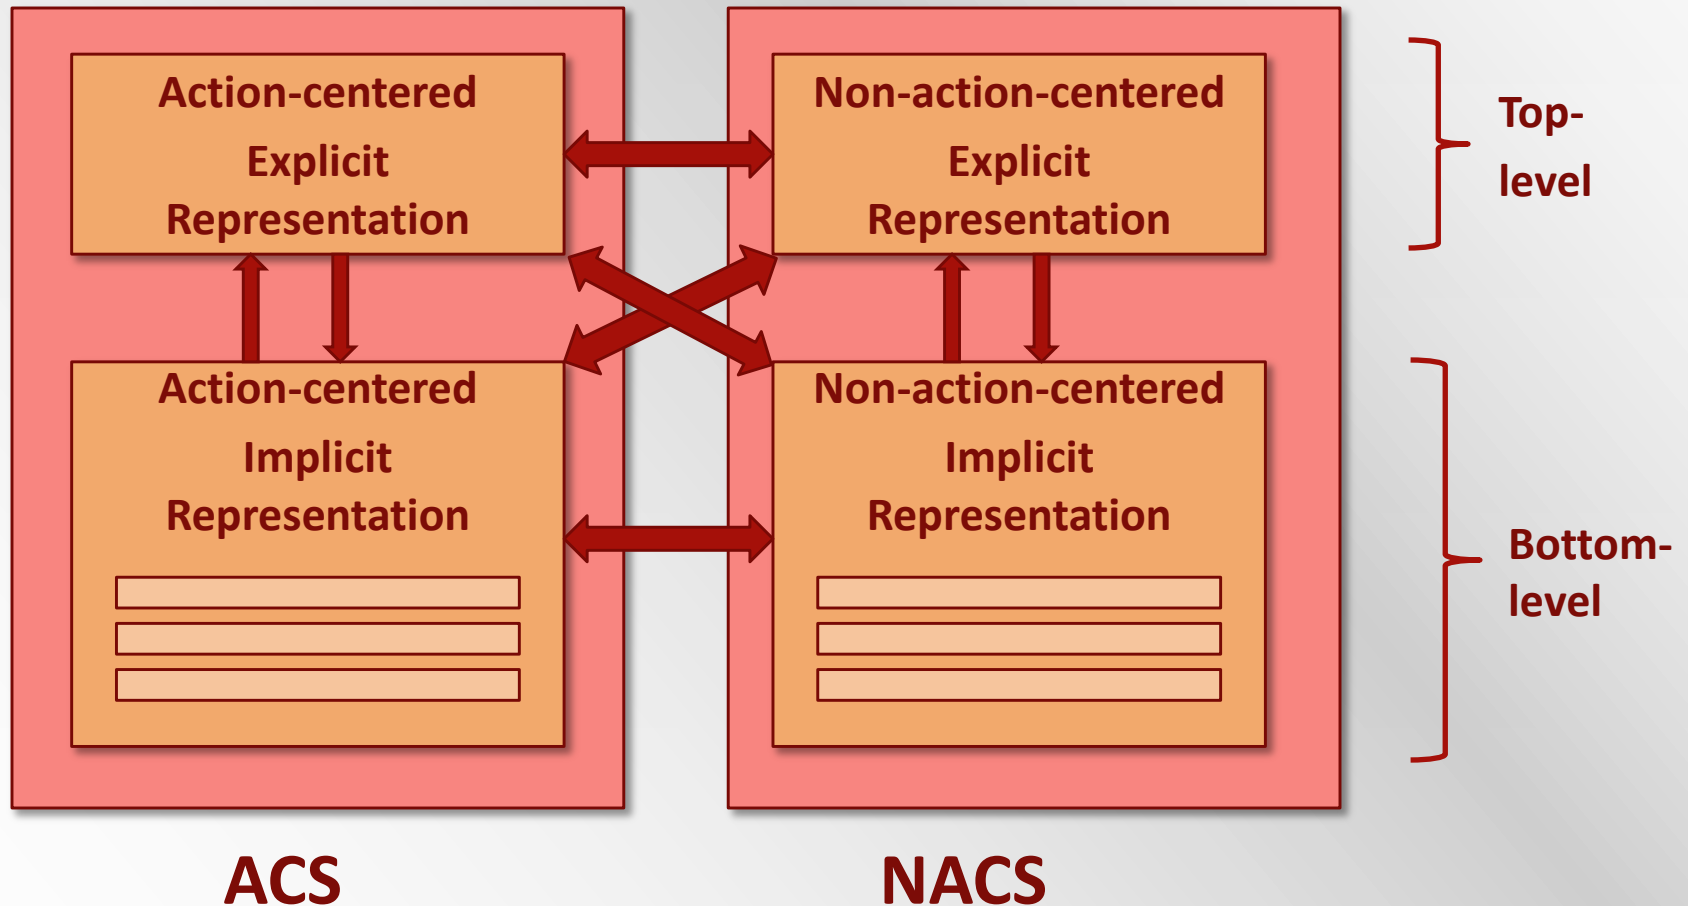 Action-centered
Explicit
Representation
Non-action-centered
Explicit
Representation
Top-
level
Action-centered
Implicit
Representation
Non-action-centered
Implicit
Representation
Bottom-
level
ACS
NACS